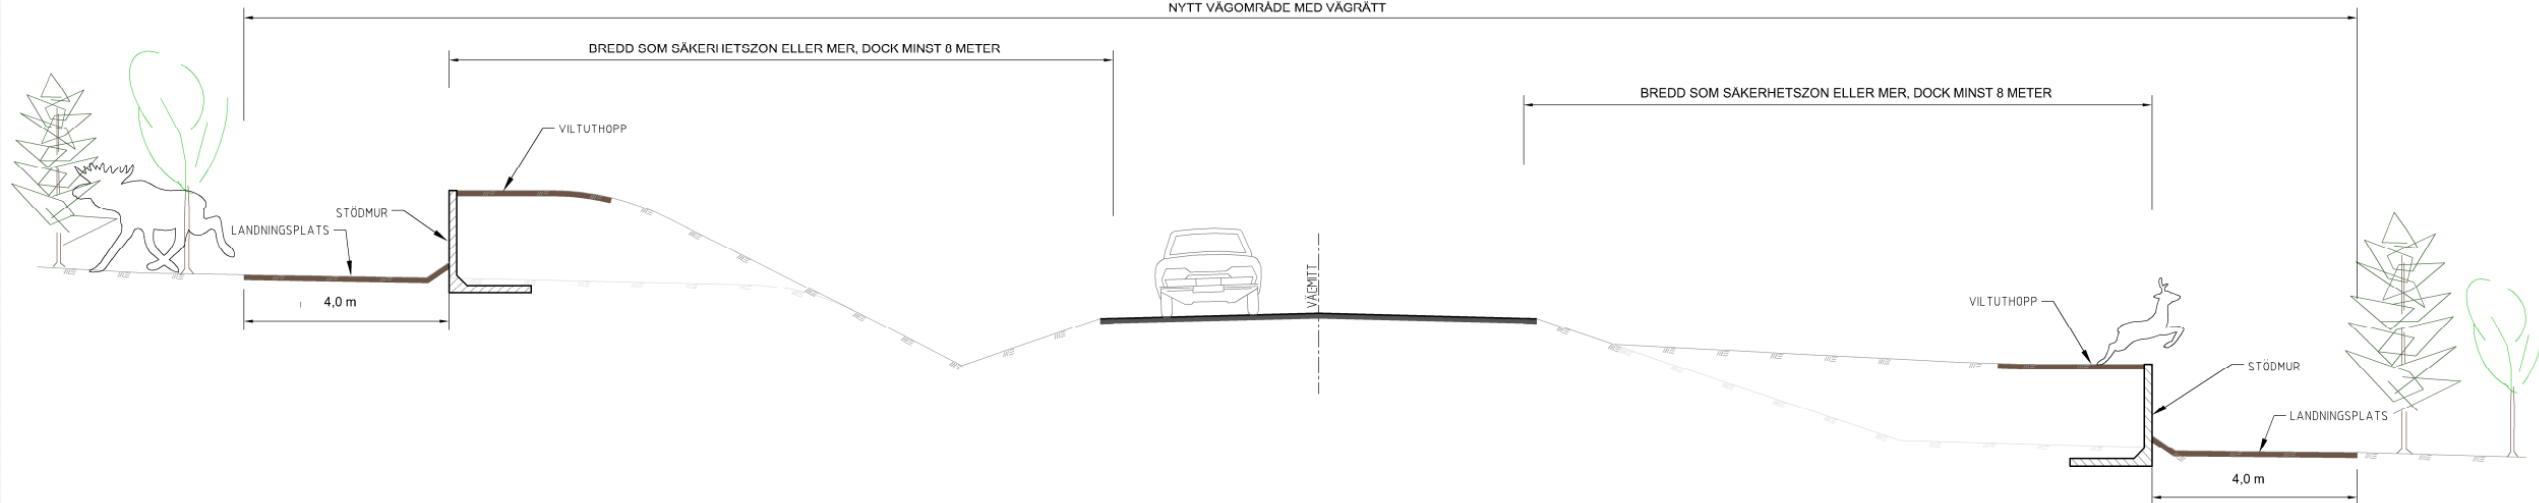 NYTT VÄGOMRÅDE MED VÄGRÄTT
BREDD SOM SÄKERHETSZON ELLER MER, DOCK MINST 8 METER
BREDD SOM SÄKERHETSZON ELLER MER, DOCK MINST 8 METER
VILTUTHOPP
STÖDMUR
LANDNINGSPLATS
4,0 m
VÄGMITT
VILTUTHOPP
STÖDMUR
LANDNINGSPLATS
4,0 m